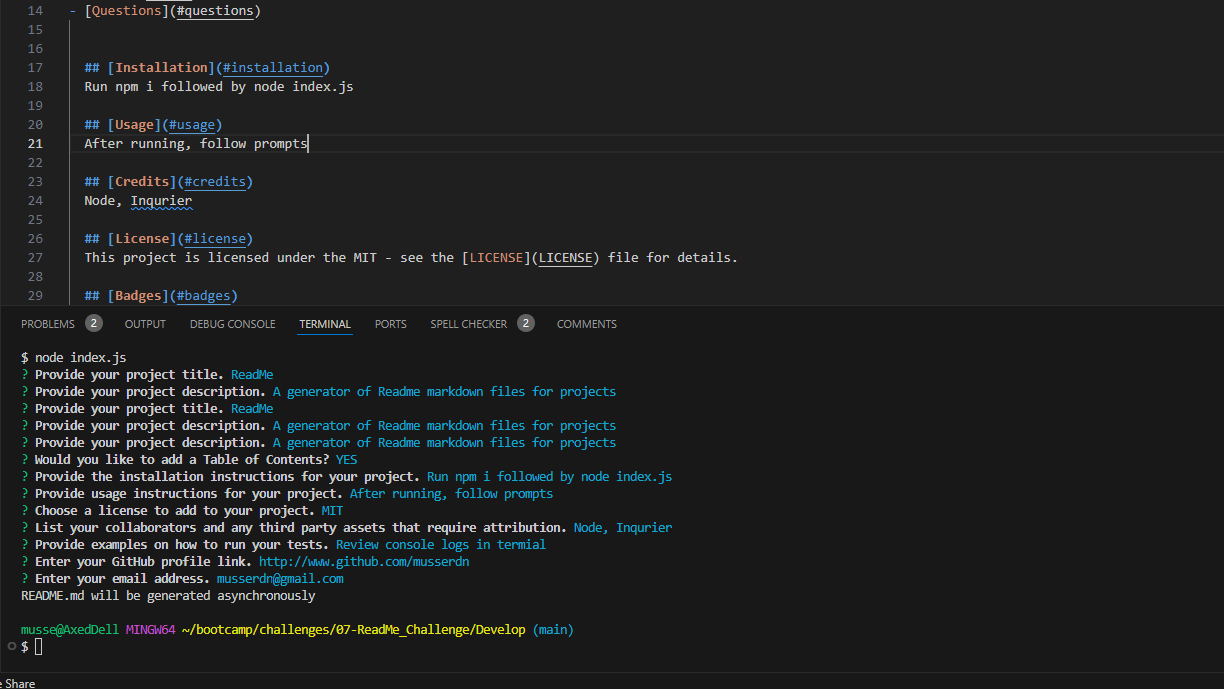 14 - [Questions](#questions)
15
16
17 ## [Installation](#installation)
18 Run npm i followed by node index.js
19
20 ## [Usage](#usage)
21 After running, follow prompts
22
23 ## [Credits](#credits)
24 Node, Inqurier
25
26 ## [License](#license)
27 This project is licensed under the MIT - see the [LICENSE](LICENSE) file for details.
28
29 ## [Badges](#badges)
PROBLEMS 2 OUTPUT DEBUG CONSOLE TERMINAL PORTS SPELL CHECKER 2 COMMENTS
$ node index.js
? Provide your project title. ReadMe
? Provide your project description. A generator of Readme markdown files for projects
? Provide your project title. ReadMe
? Provide your project description. A generator of Readme markdown files for projects
? Provide your project description. A generator of Readme markdown files for projects
? Would you like to add a Table of Contents? YES
? Provide the installation instructions for your project. Run npm i followed by node index.js
? Provide usage instructions for your project. After running, follow prompts
? Choose a license to add to your project. MIT
? List your collaborators and any third party assets that require attribution. Node, Inqurier
? Provide examples on how to run your tests. Review console logs in termial
? Enter your GitHub profile link. http://www.github.com/musserdn
? Enter your email address. musserdn@gmail.com
README.md will be generated asynchronously
musse@AxedDell MINGW64 ~/bootcamp/challenges/07-ReadMe_Challenge/Develop (main)
$
e Share